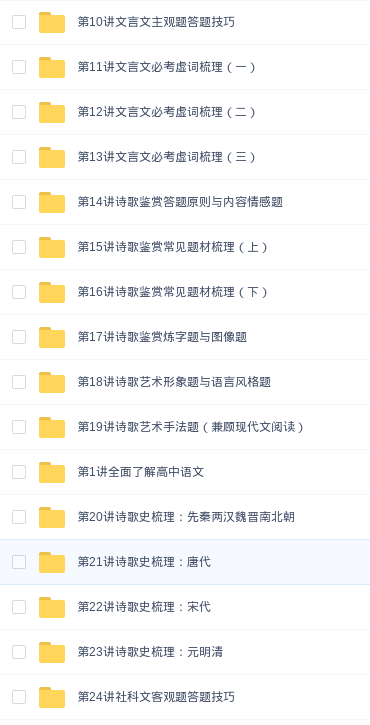 第10讲文言文主观题答题技巧
第11讲文言文必考虚词梳理（一）
第12讲文言文必考虚词梳理（二）
第13讲文言文必考虚词梳理（三）
第14讲诗歌鉴赏答题原则与内容情感题
第15讲诗歌鉴赏常见题材梳理（上）
第16讲诗歌鉴赏常见题材梳理（下）
第17讲诗歌鉴赏炼字题与图像题
第18讲诗歌艺术形象题与语言风格题
第19讲诗歌艺术手法题（兼顾现代文阅读）
第1讲全面了解高中语文
第20讲诗歌史梳理：先秦两汉魏晋南北朝
第21讲诗歌史梳理：唐代
第22讲诗歌史梳理：宋代
第23讲诗歌史梳理：元明清
第24讲社科文客观题答题技巧